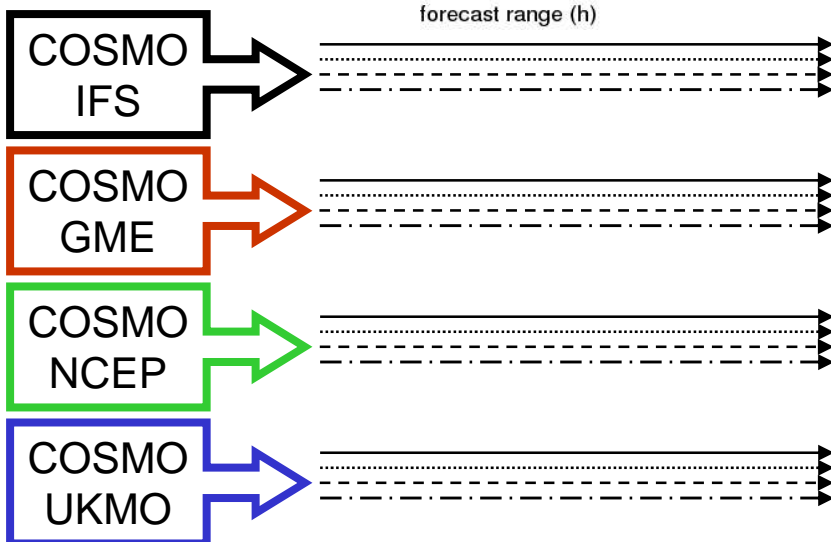 forecast range (h)
COSMO
IFS
COSMO
GME
COSMO
NCEP
COSMO
UKMO